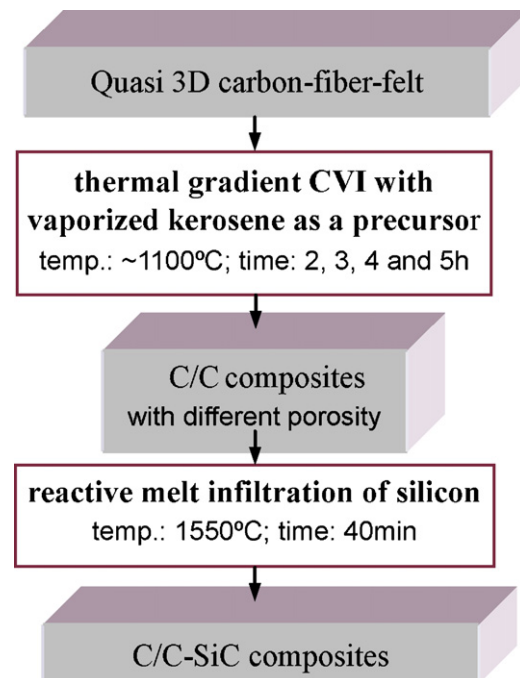 Quasi 3D carbon-fiber-felt
thermal gradient CVI with
vaporized kerosene as a precursor
temp.: ~1100ºC; time: 2, 3, 4 and 5h
C/C composites
with different porosity
reactive melt infiltration of silicon
temp.: 1550ºC; time: 40min
C/C-SiC composites